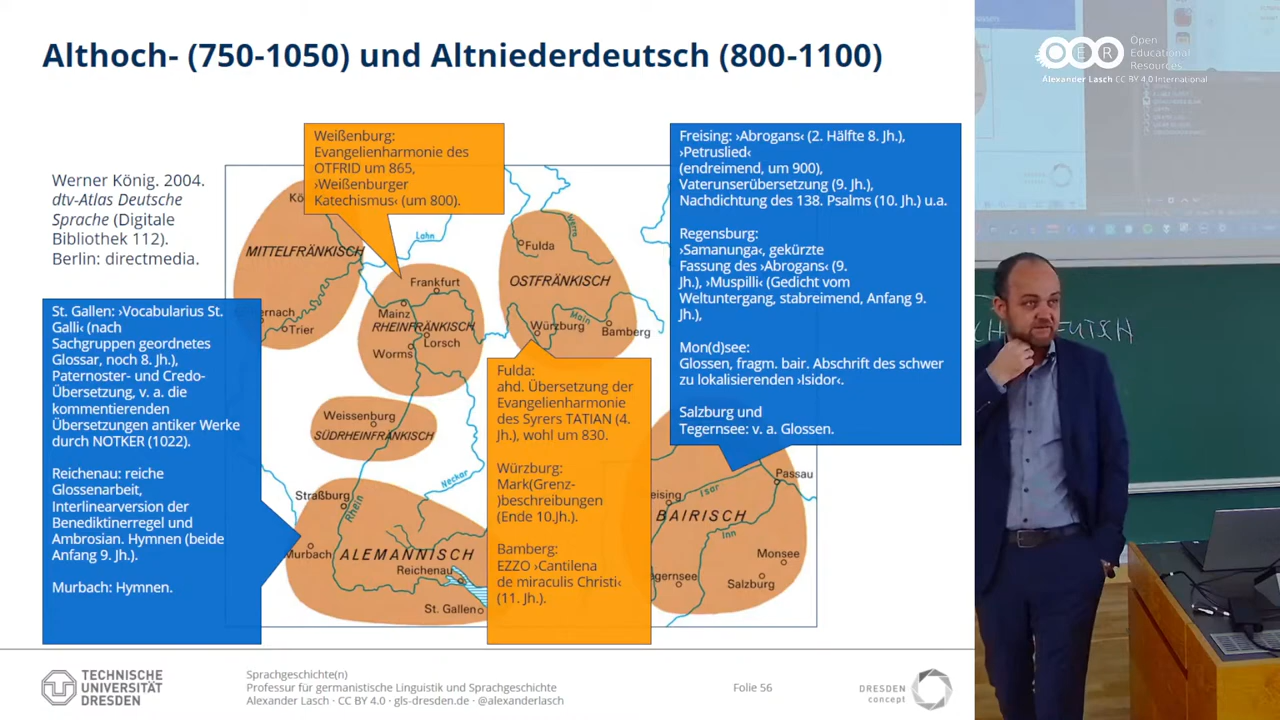 Althoch- (750-1050) und Altniederdeutsch (800-1100)
Werner König. 2004.
dtv-Atlas Deutsche
Sprache (Digitale
Bibliothek 112).
Berlin: directmedia.
Weißenburg:
Evangelienharmonie des
OTFRID um 865,
›Weißenburger
Katechismus‹ (um 800).
Freising: ›Abrogans‹ (2. Hälfte 8. Jh.),
›Petruslied‹
(endreimend, um 900),
Vaterunserübersetzung (9. Jh.),
Nachdichtung des 138. Psalms (10. Jh.) u.a.
Regensburg:
›Samanunga‹, gekürzte
Fassung des ›Abrogans‹ (9.
Jh.), ›Muspilli‹ (Gedicht vom
Weltuntergang, stabreimend, Anfang 9.
Jh.),
Mon(d)see:
Glossen, fragm. bair. Abschrift des schwer
zu lokalisierenden ›Isidor‹.
Salzburg und
Tegernsee: v. a. Glossen.
St. Gallen: ›Vocabularius St.
Galli‹ (nach
Sachgruppen geordnetes
Glossar, noch 8. Jh.),
Paternoster- und Credo-
Übersetzung, v. a. die
kommentierenden
Übersetzungen antiker Werke
durch NOTKER (1022).
Reichenau: reiche
Glossenarbeit,
Interlinearversion der
Benediktinerregel und
Ambrosian. Hymnen (beide
Anfang 9. Jh.).
Murbach: Hymnen.
Fulda:
ahd. Übersetzung der
Evangelienharmonie
des Syrers TATIAN (4.
Jh.), wohl um 830.
Würzburg:
Mark(Grenz-
)beschreibungen
(Ende 10.Jh.).
Bamberg:
EZZO ›Cantilena
de miraculis Christi‹
(11. Jh.).
Kö
MITTELFRÄNKISCH
ernach
Trier
Lahn
Frankfurt
Mainz
RHEINFRÄNKISCH
Lorsch
Worms
Werra
Fulda
OSTFRÄNKISCH
Main
Würzburg
Bamberg
Weissenburg
SÜDRHEINFRÄNKISCH
Neckar
Straßburg
Rhein
Murbach
ALEMANNISCH
Reichenau
St. Gallen
Passau
eising
Isar
BAIRISCH
Inn
Monsee
egernsee
Salzburg
TECHNISCHE
UNIVERSITÄT
DRESDEN
Sprachgeschichte(n)
Professur für germanistische Linguistik und Sprachgeschichte
Alexander Lasch · CC BY 4.0 · gls-dresden.de · @alexanderlasch
Folie 56
DRESDEN
concept
OER
Open
Educational
Resources
Alexander Lasch CC BY 4.0 International